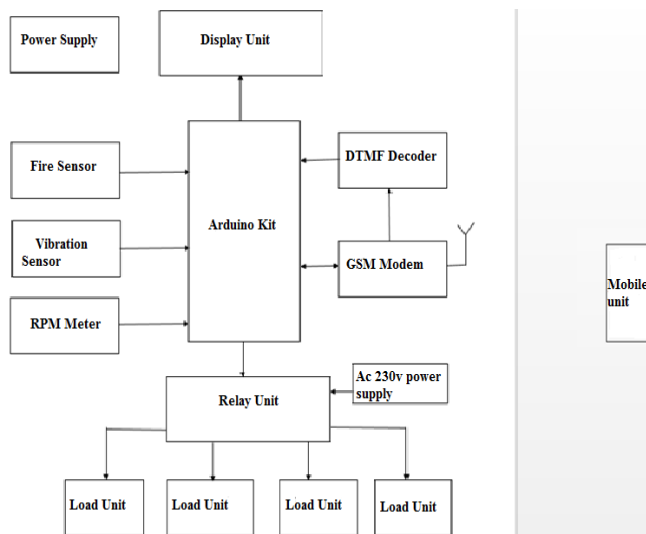 Power Supply
Display Unit
Fire Sensor
DTMF Decoder
Arduino Kit
Vibration
Sensor
GSM Modem
Mobile
unit
RPM Meter
Ac 230v power
supply
Relay Unit
Load Unit
Load Unit
Load Unit
Load Unit